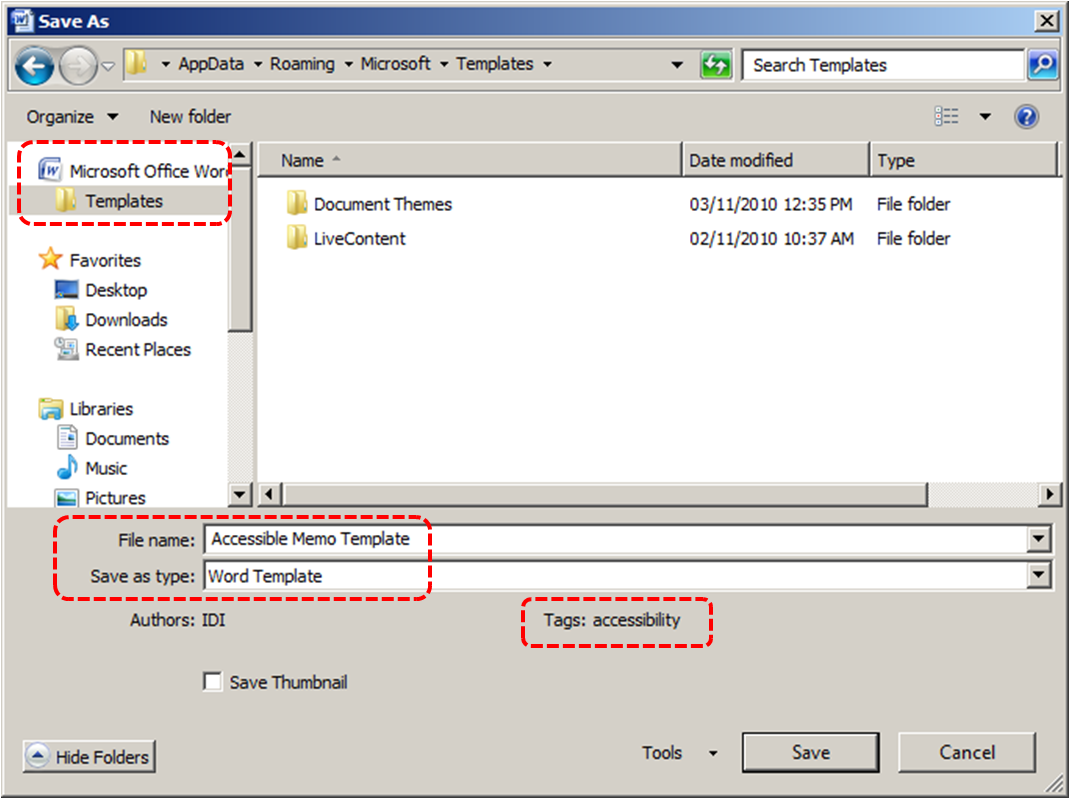 Save As
AppData Roaming Microsoft Templates
Search Templates
Organize New folder
Name Date modified Type
Microsoft Office Wor
Templates
Favorites
Desktop
Downloads
Recent Places
Libraries
Documents
Music
Pictures
Document Themes 03/11/2010 12:35 PM File folder
LiveContent 02/11/2010 10:37 AM File folder
File name: Accessible Memo Template
Save as type: Word Template
Authors: IDI Tags: accessibility
Save Thumbnail
Hide Folders Tools Save Cancel